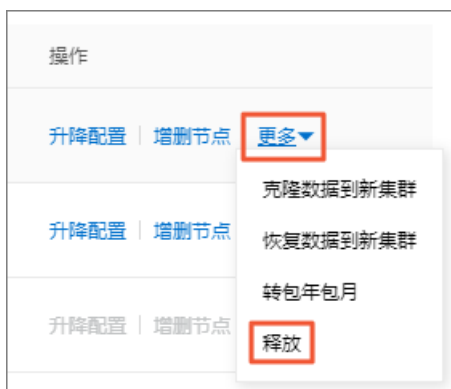 操作
升降配置 增删节点 更多
克隆数据到新集群
升降配置 增删节点
恢复数据到新集群
转包年包月
升降配置 增删节点
释放